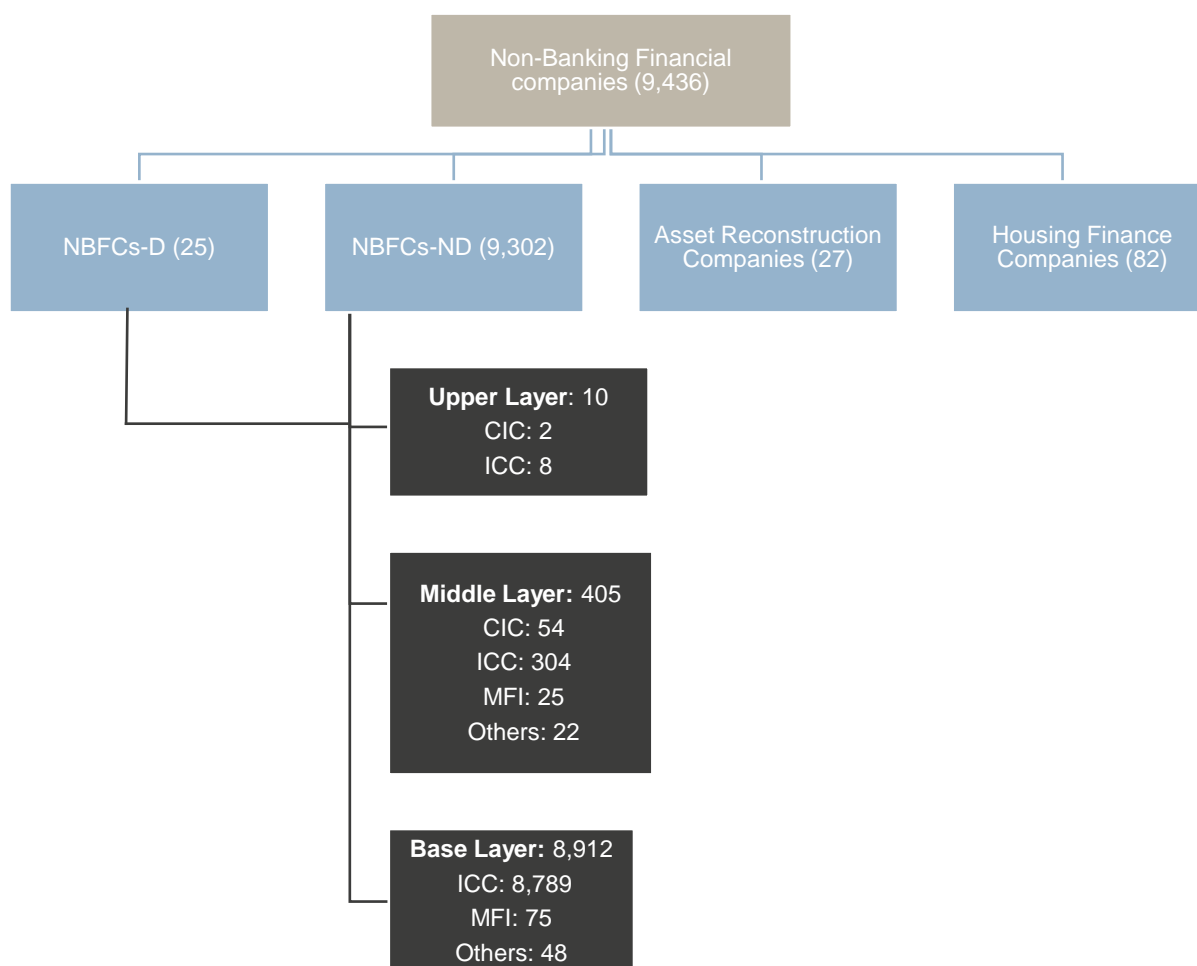 Non-Banking Financial
companies (9,436)
NBFCs-D (25)
NBFCs-ND (9,302)
Asset Reconstruction
Companies (27)
Housing Finance
Companies (82)
Upper Layer: 10
CIC: 2
ICC: 8
Middle Layer: 405
CIC: 54
ICC: 304
MFI: 25
Others: 22
Base Layer: 8,912
ICC: 8,789
MFI: 75
Others: 48